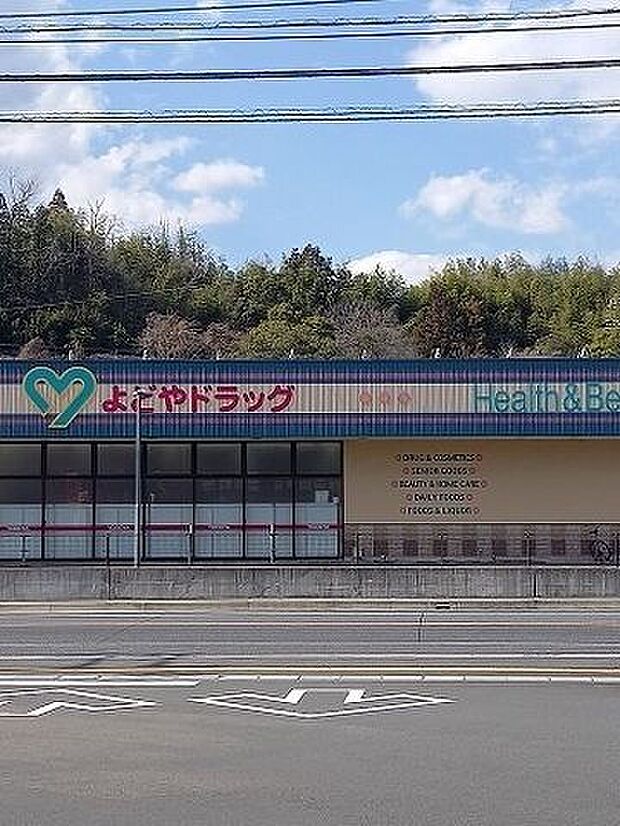 よごやドラッグ
Health & Be
DRUG & COSMETICS
SENIOR GOODS
BEAUTY & HOME CARE
DAILY FOODS
FOODS & LIQUOR